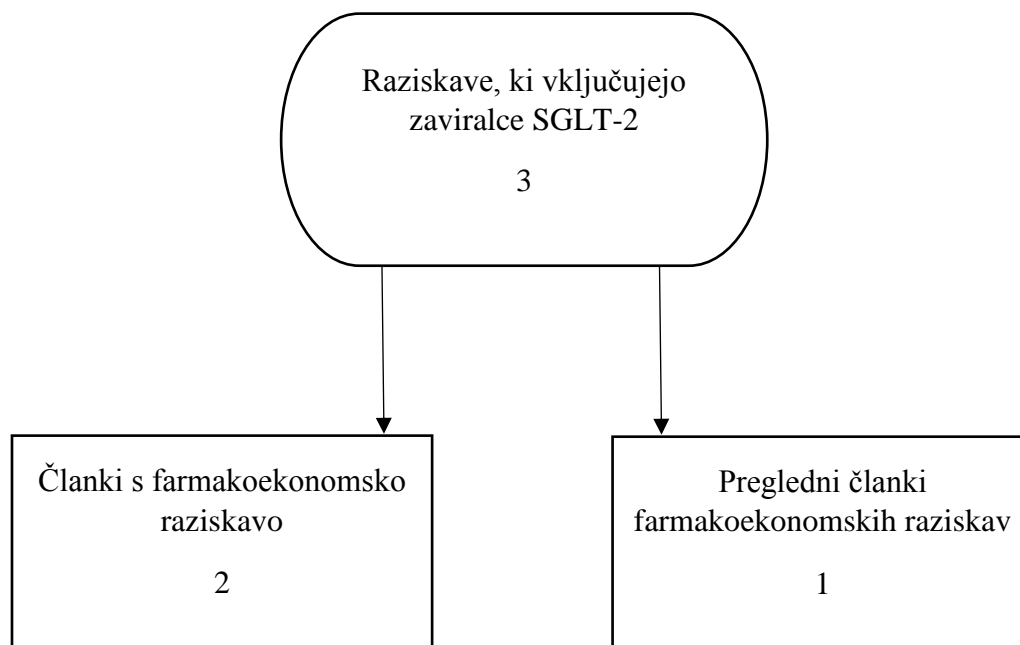 Raziskave, ki vključujejo
zaviralce SGLT-2
3
Članki s farmakoekonomsko
raziskavo
2
Pregledni članki
farmakoekonomskih raziskav
1